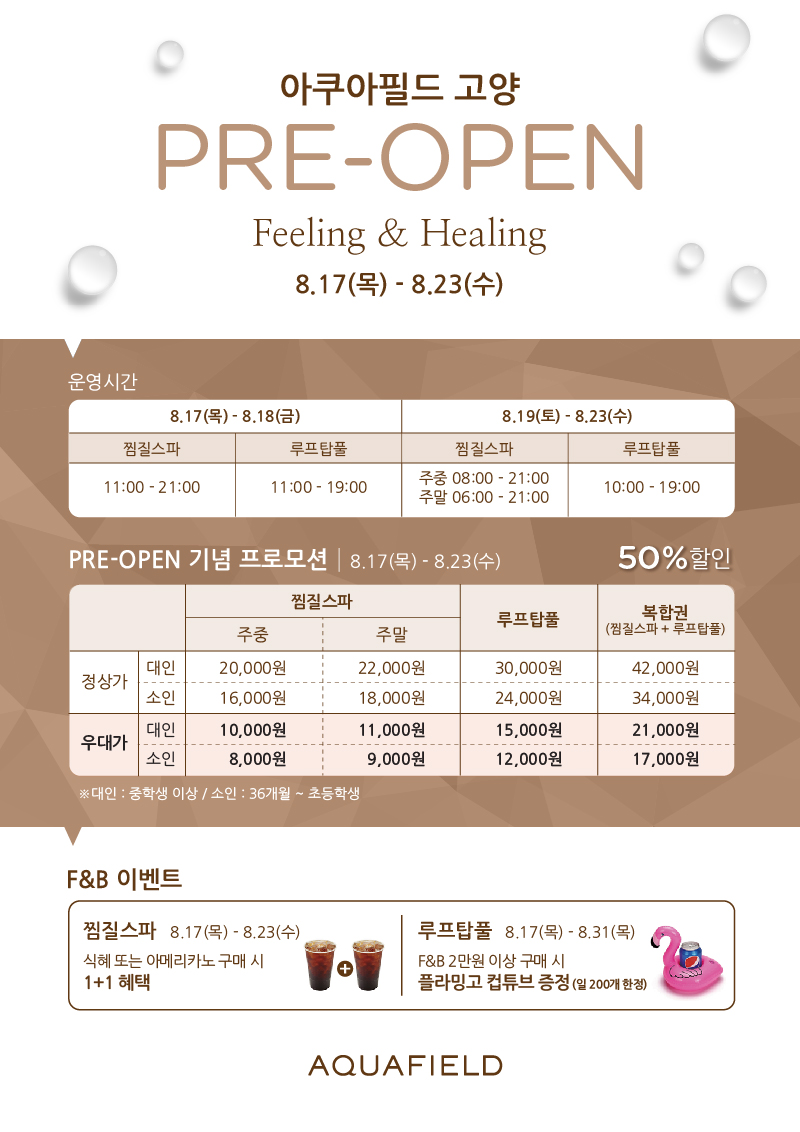 아쿠아필드 고양
PRE-OPEN
Feeling & Healing
8.17(목) - 8.23(수)
운영시간
8.17(목) - 8.18(금) 8.19(토) - 8.23(수)
찜질스파 루프탑풀 찜질스파 루프탑풀
11:00 - 21:00 11:00 - 19:00 주중 08:00 - 21:00 10:00 - 19:00
주말 06:00 - 21:00
PRE-OPEN 기념 프로모션 | 8.17(목) - 8.23(수) 50%할인
찜질스파 루프탑풀 복합권
주중 주말 (찜질스파 + 루프탑풀)
정상가 대인 20,000원 22,000원 30,000원 42,000원
소인 16,000원 18,000원 24,000원 34,000원
우대가 대인 10,000원 11,000원 15,000원 21,000원
소인 8,000원 9,000원 12,000원 17,000원
※대인 : 중학생 이상 / 소인 : 36개월 ~ 초등학생
F&B 이벤트
찜질스파 8.17(목) - 8.23(수)
식혜 또는 아메리카노 구매 시
1+1 혜택
+
루프탑풀 8.17(목) - 8.31(목)
F&B 2만원 이상 구매 시
플라밍고 컵튜브 증정 (일 200개 한정)
AQUAFIELD